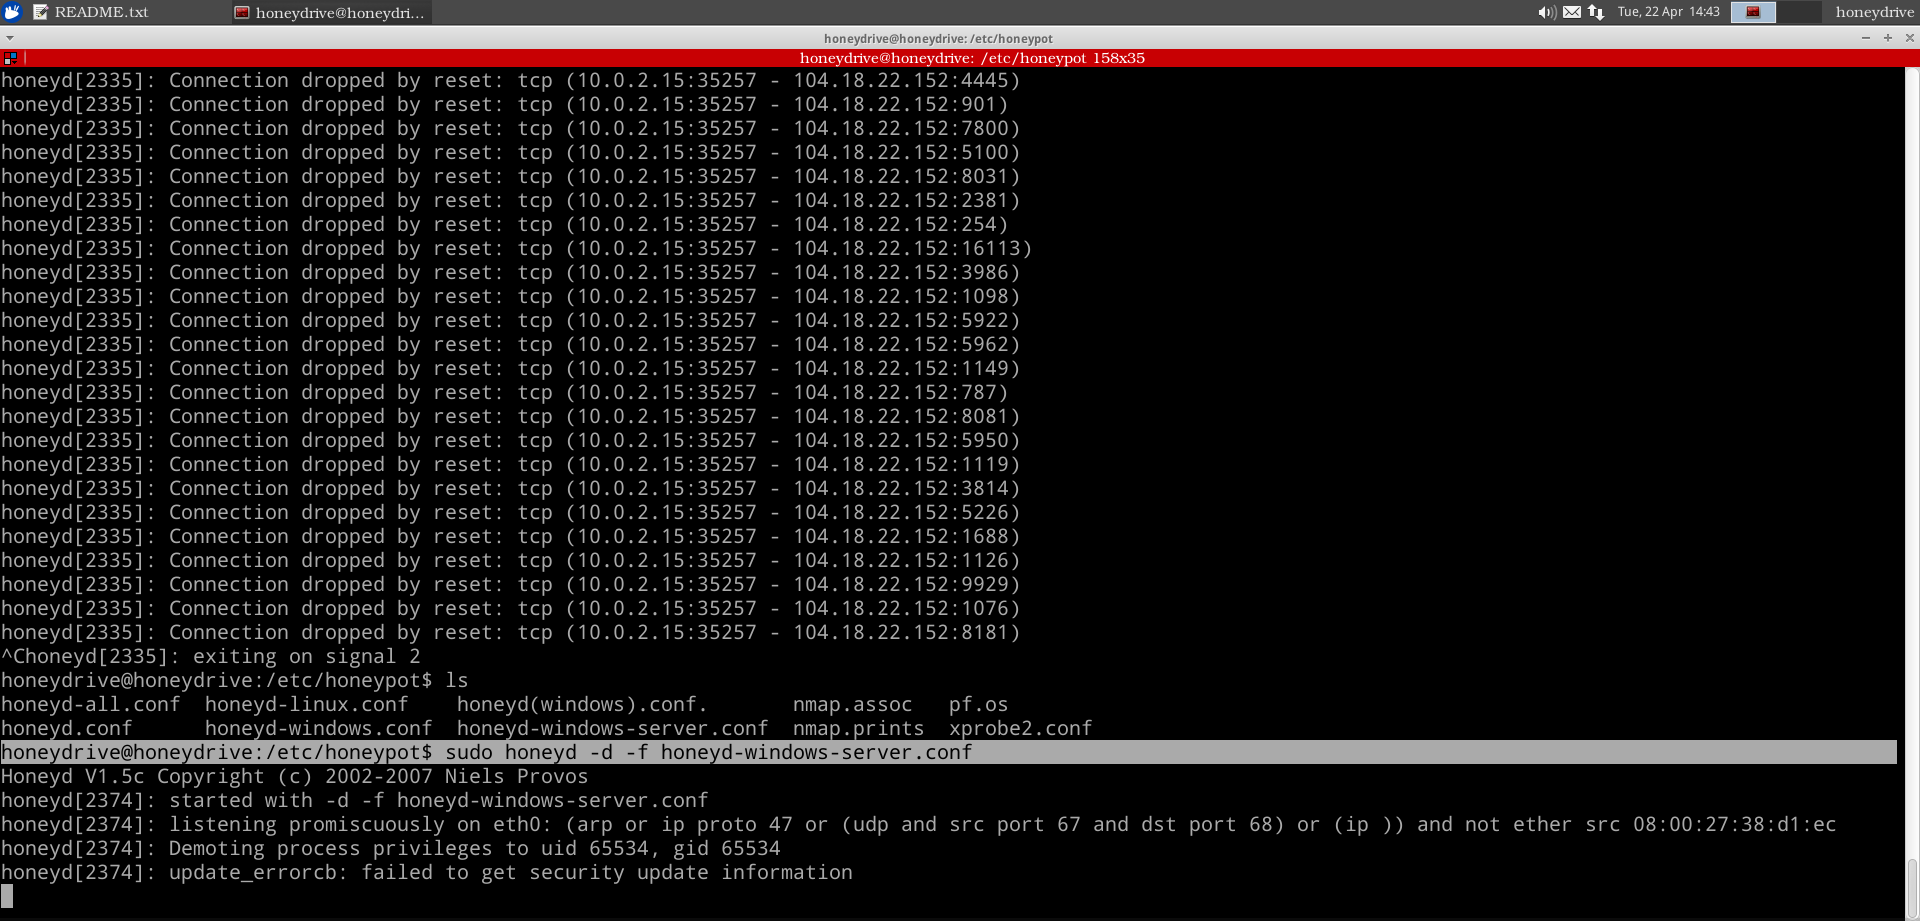 README.txt
honeydrive@honeydri...
Tue, 22 Apr 14:43
honeydrive
honeydrive@honeydrive: /etc/honeypot
honeydrive@honeydrive: /etc/honeypot 158x35
honeyd[2335]: Connection dropped by reset: tcp (10.0.2.15:35257 - 104.18.22.152:4445)
honeyd[2335]: Connection dropped by reset: tcp (10.0.2.15:35257 - 104.18.22.152:901)
honeyd[2335]: Connection dropped by reset: tcp (10.0.2.15:35257 - 104.18.22.152:7800)
honeyd[2335]: Connection dropped by reset: tcp (10.0.2.15:35257 - 104.18.22.152:5100)
honeyd[2335]: Connection dropped by reset: tcp (10.0.2.15:35257 - 104.18.22.152:8031)
honeyd[2335]: Connection dropped by reset: tcp (10.0.2.15:35257 - 104.18.22.152:2381)
honeyd[2335]: Connection dropped by reset: tcp (10.0.2.15:35257 - 104.18.22.152:254)
honeyd[2335]: Connection dropped by reset: tcp (10.0.2.15:35257 - 104.18.22.152:16113)
honeyd[2335]: Connection dropped by reset: tcp (10.0.2.15:35257 - 104.18.22.152:3986)
honeyd[2335]: Connection dropped by reset: tcp (10.0.2.15:35257 - 104.18.22.152:1098)
honeyd[2335]: Connection dropped by reset: tcp (10.0.2.15:35257 - 104.18.22.152:5922)
honeyd[2335]: Connection dropped by reset: tcp (10.0.2.15:35257 - 104.18.22.152:5962)
honeyd[2335]: Connection dropped by reset: tcp (10.0.2.15:35257 - 104.18.22.152:1149)
honeyd[2335]: Connection dropped by reset: tcp (10.0.2.15:35257 - 104.18.22.152:787)
honeyd[2335]: Connection dropped by reset: tcp (10.0.2.15:35257 - 104.18.22.152:8081)
honeyd[2335]: Connection dropped by reset: tcp (10.0.2.15:35257 - 104.18.22.152:5950)
honeyd[2335]: Connection dropped by reset: tcp (10.0.2.15:35257 - 104.18.22.152:1119)
honeyd[2335]: Connection dropped by reset: tcp (10.0.2.15:35257 - 104.18.22.152:3814)
honeyd[2335]: Connection dropped by reset: tcp (10.0.2.15:35257 - 104.18.22.152:5226)
honeyd[2335]: Connection dropped by reset: tcp (10.0.2.15:35257 - 104.18.22.152:1688)
honeyd[2335]: Connection dropped by reset: tcp (10.0.2.15:35257 - 104.18.22.152:1126)
honeyd[2335]: Connection dropped by reset: tcp (10.0.2.15:35257 - 104.18.22.152:9929)
honeyd[2335]: Connection dropped by reset: tcp (10.0.2.15:35257 - 104.18.22.152:1076)
honeyd[2335]: Connection dropped by reset: tcp (10.0.2.15:35257 - 104.18.22.152:8181)
^Choneyd[2335]: exiting on signal 2
honeydrive@honeydrive:/etc/honeypot$ ls
honeyd-all.conf honeyd-linux.conf honeyd(windows).conf. nmap.assoc pf.os
honeyd.conf honeyd-windows.conf honeyd-windows-server.conf nmap.prints xprobe2.conf
honeydrive@honeydrive:/etc/honeypot$ sudo honeyd -d -f honeyd-windows-server.conf
Honeyd V1.5c Copyright (c) 2002-2007 Niels Provos
honeyd[2374]: started with -d -f honeyd-windows-server.conf
honeyd[2374]: listening promiscuously on eth0: (arp or ip proto 47 or (udp and src port 67 and dst port 68) or (ip )) and not ether src 08:00:27:38:d1:ec
honeyd[2374]: Demoting process privileges to uid 65534, gid 65534
honeyd[2374]: update_errorcb: failed to get security update information